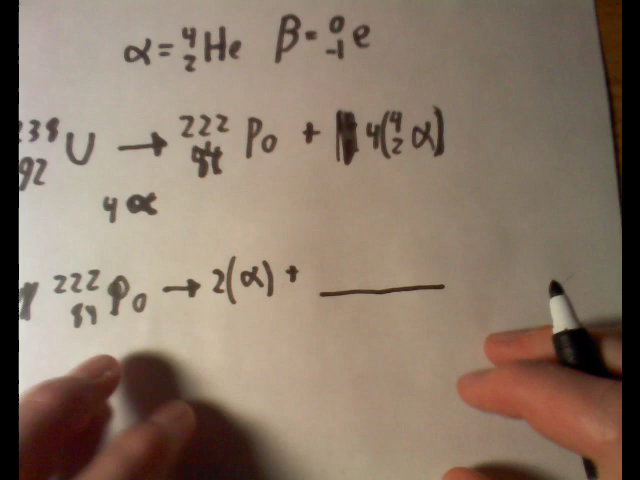 α = ⁴₂He β = ⁰₋₁e
²³⁸₉₂U → ²²²₈₄Po + 4(⁴₂α)
4α
²²²₈₄Po → 2(α) + ______